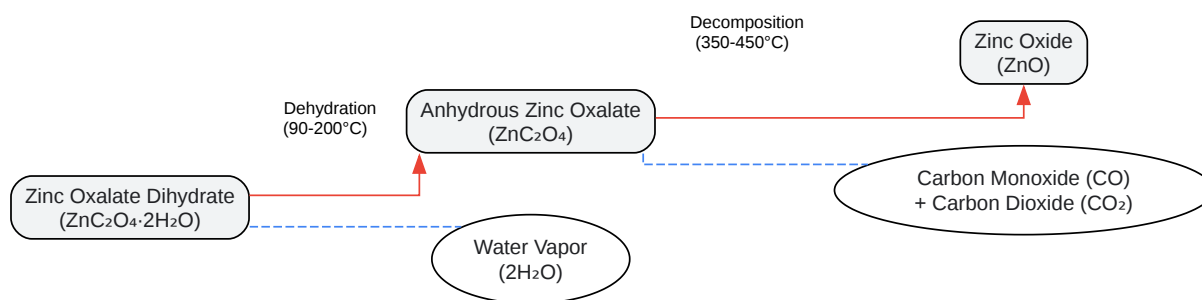 Decomposition
(350-450°C)
Zinc Oxide
(ZnO)
Dehydration
(90-200°C)
Anhydrous Zinc Oxalate
(ZnC₂O₄)
Zinc Oxalate Dihydrate
(ZnC₂O₄·2H₂O)
Carbon Monoxide (CO)
+ Carbon Dioxide (CO₂)
Water Vapor
(2H₂O)